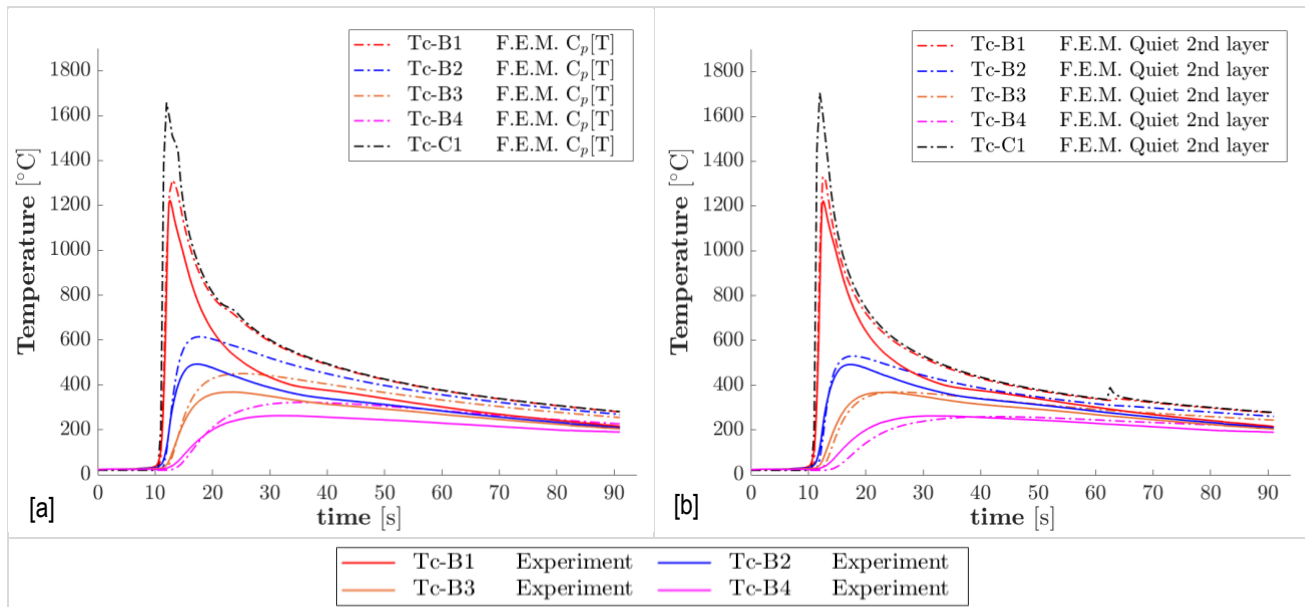 Tc-B1 F.E.M. Cp[T]
Tc-B2 F.E.M. Cp[T]
Tc-B3 F.E.M. Cp[T]
Tc-B4 F.E.M. Cp[T]
Tc-C1 F.E.M. Cp[T]
1800
1600
1400
1200
1000
800
600
400
200
0
Temperature [°C]
0 10 20 30 40 50 60 70 80 90
time [s]
[a]
Tc-B1 F.E.M. Quiet 2nd layer
Tc-B2 F.E.M. Quiet 2nd layer
Tc-B3 F.E.M. Quiet 2nd layer
Tc-B4 F.E.M. Quiet 2nd layer
Tc-C1 F.E.M. Quiet 2nd layer
1800
1600
1400
1200
1000
800
600
400
200
0
Temperature [°C]
0 10 20 30 40 50 60 70 80 90
time [s]
[b]
Tc-B1 Experiment Tc-B2 Experiment
Tc-B3 Experiment Tc-B4 Experiment